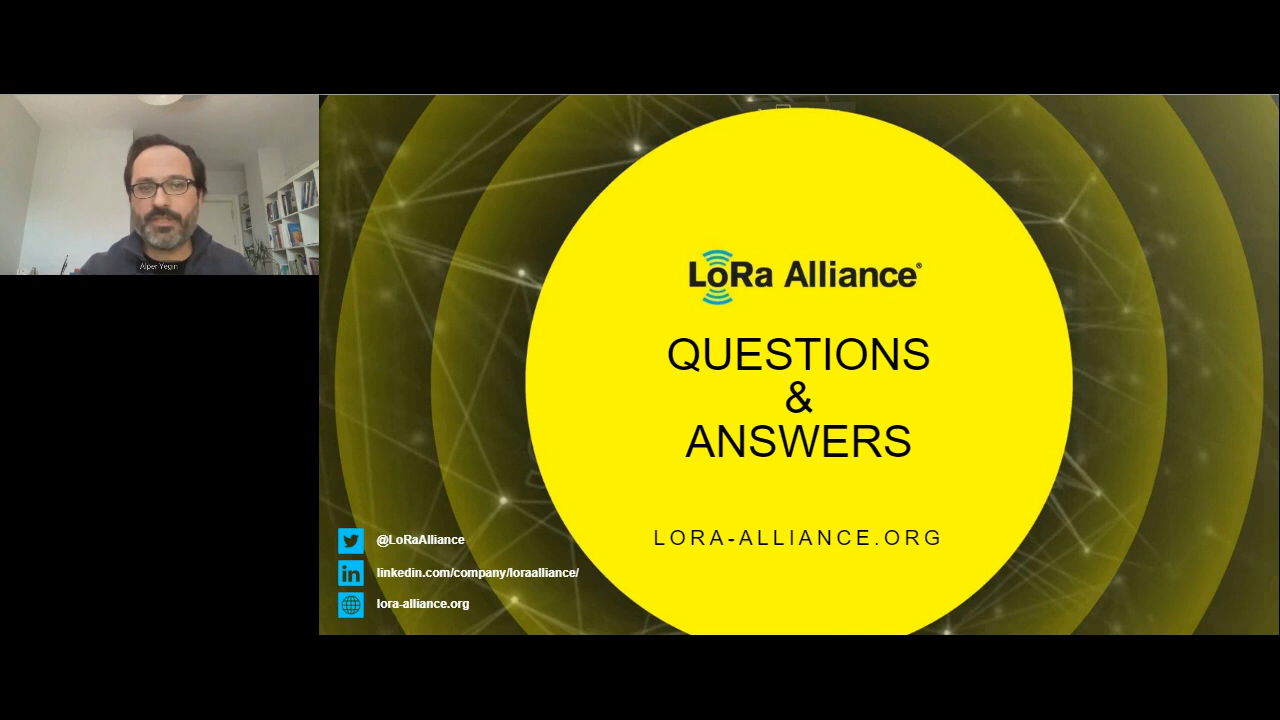 Alper Yegin
LoRa Alliance®
QUESTIONS
&
ANSWERS
LORA-ALLIANCE.ORG
@LoRaAlliance
linkedin.com/company/loraalliance/
lora-alliance.org